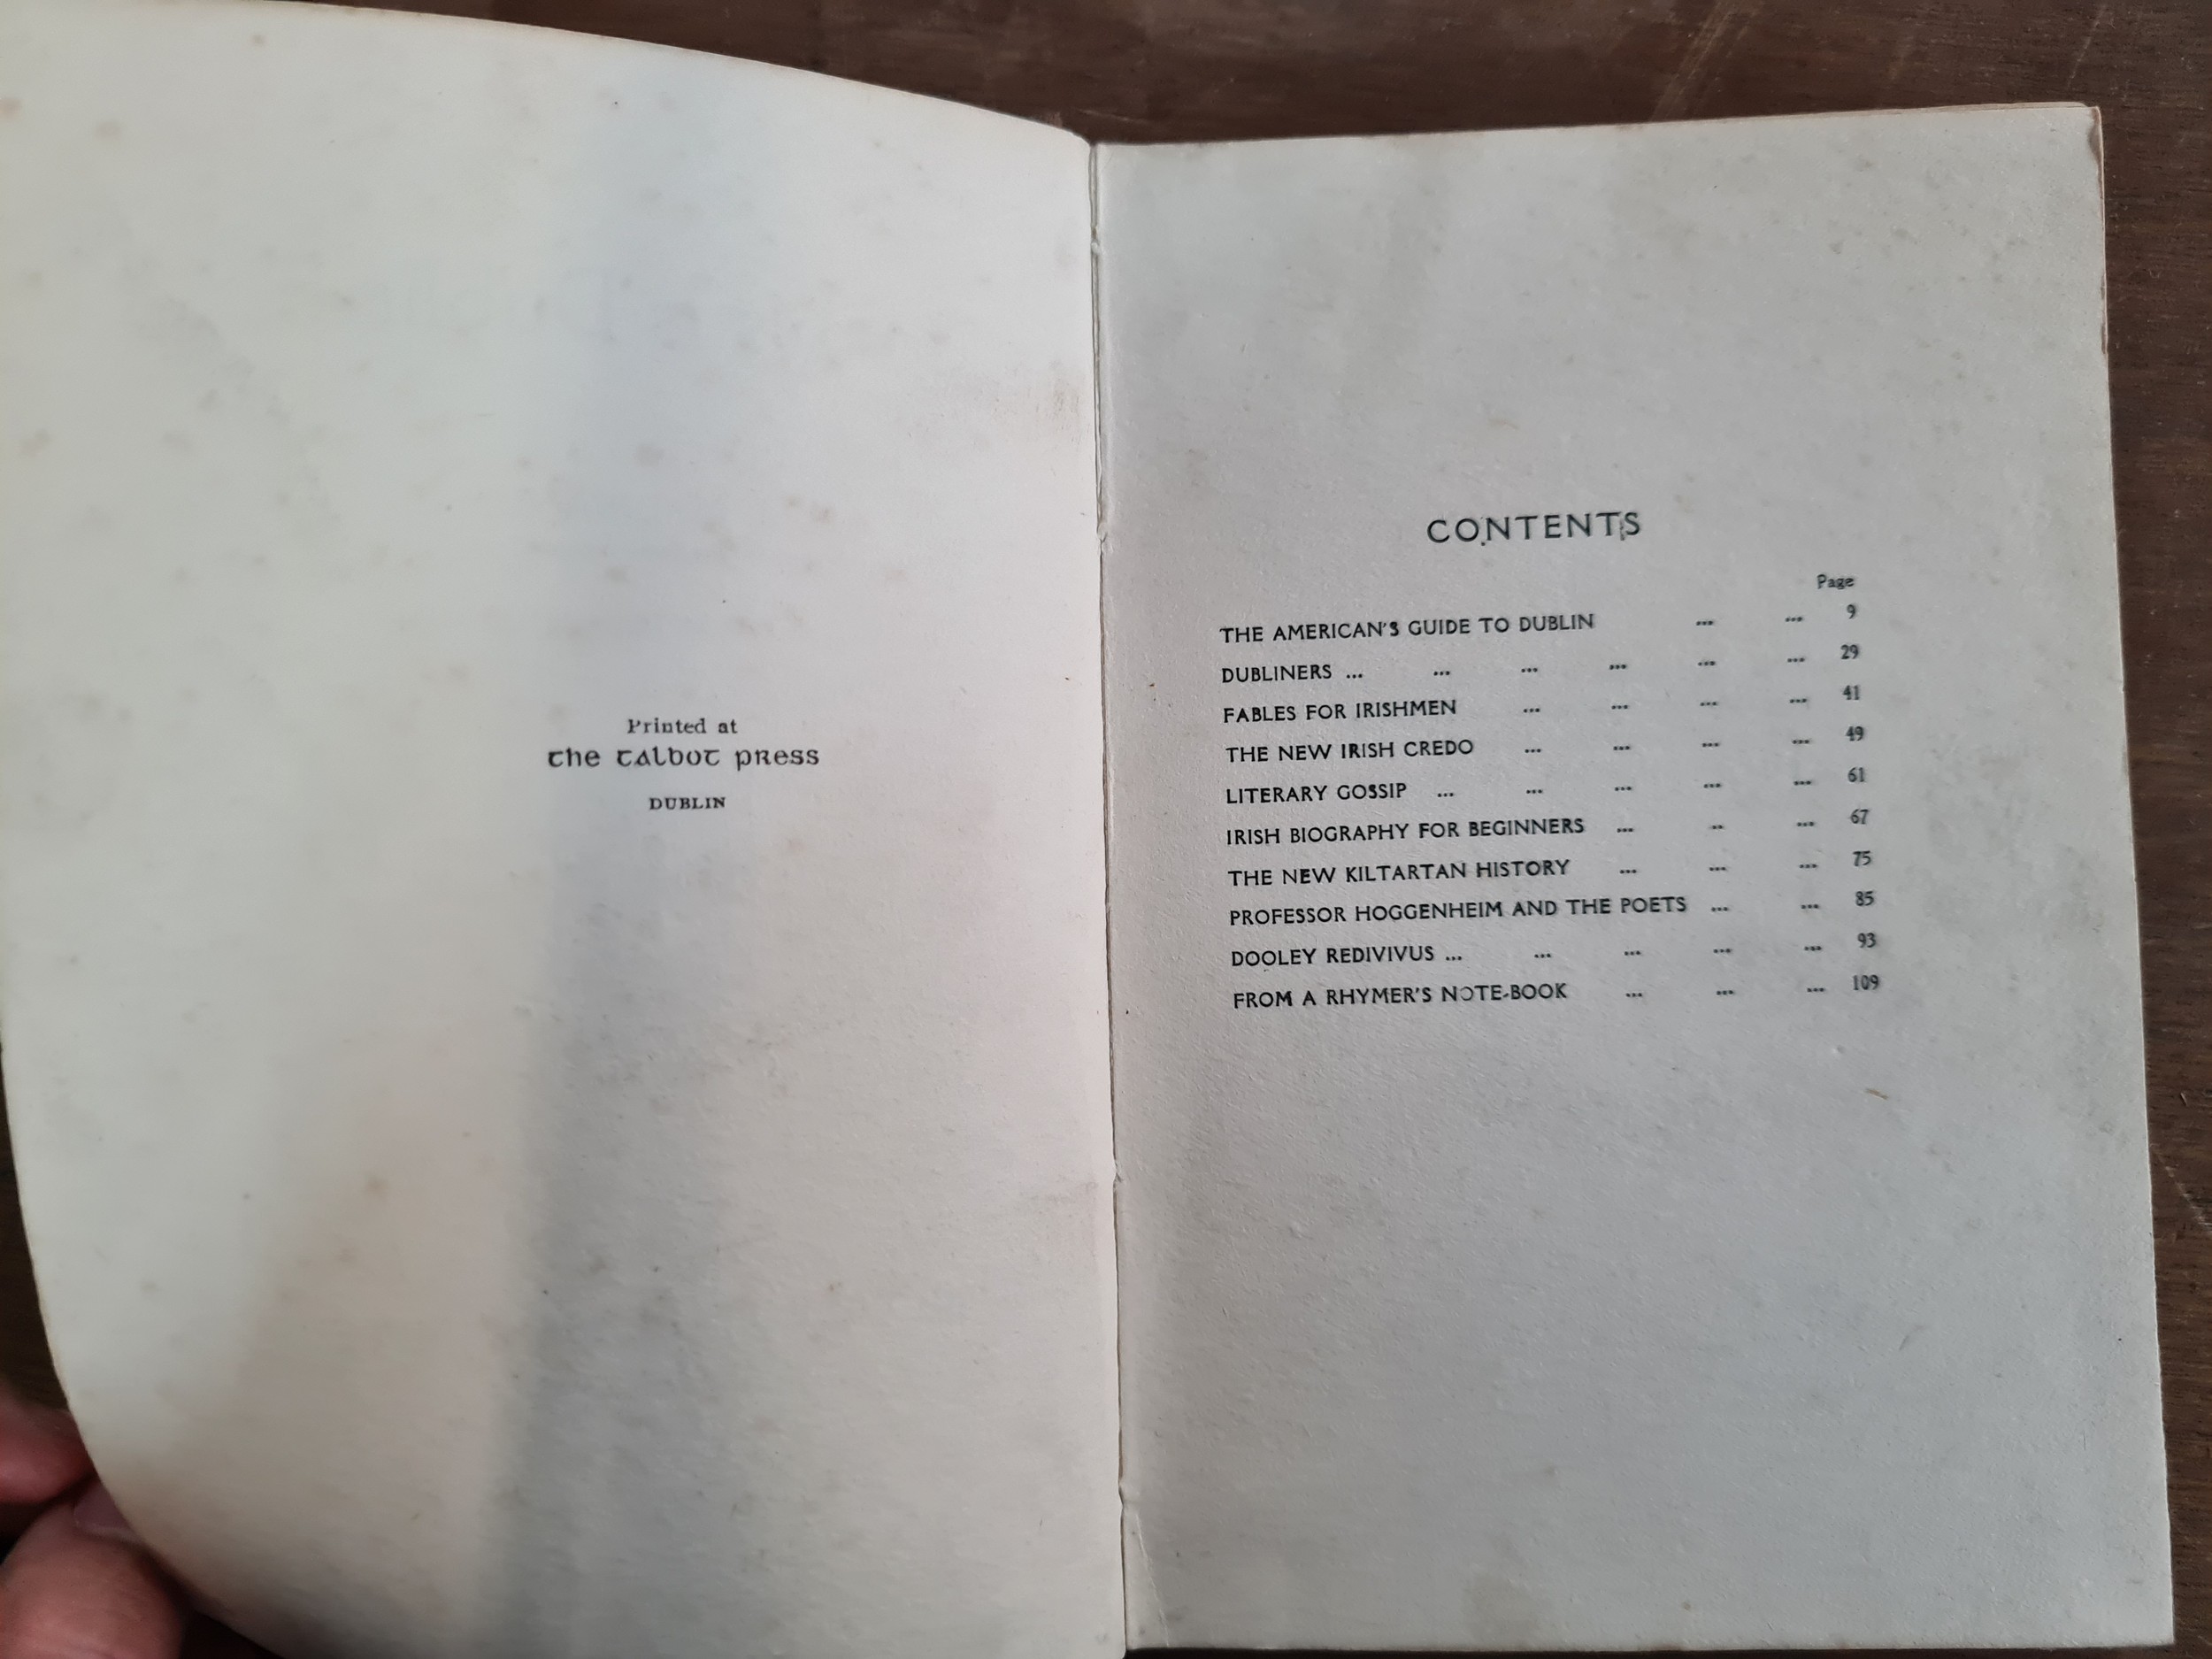 Printed at
the talbot press
DUBLIN
CONTENTS
Page
THE AMERICAN'S GUIDE TO DUBLIN ... ... 9
DUBLINERS ... ... ... ... ... ... 29
FABLES FOR IRISHMEN ... ... ... ... 41
THE NEW IRISH CREDO ... ... ... ... 49
LITERARY GOSSIP ... ... ... ... ... 61
IRISH BIOGRAPHY FOR BEGINNERS ... .. ... 67
THE NEW KILTARTAN HISTORY ... ... ... 75
PROFESSOR HOGGENHEIM AND THE POETS ... ... 85
DOOLEY REDIVIVUS ... ... ... ... ... 93
FROM A RHYMER'S NOTE-BOOK ... ... ... 109